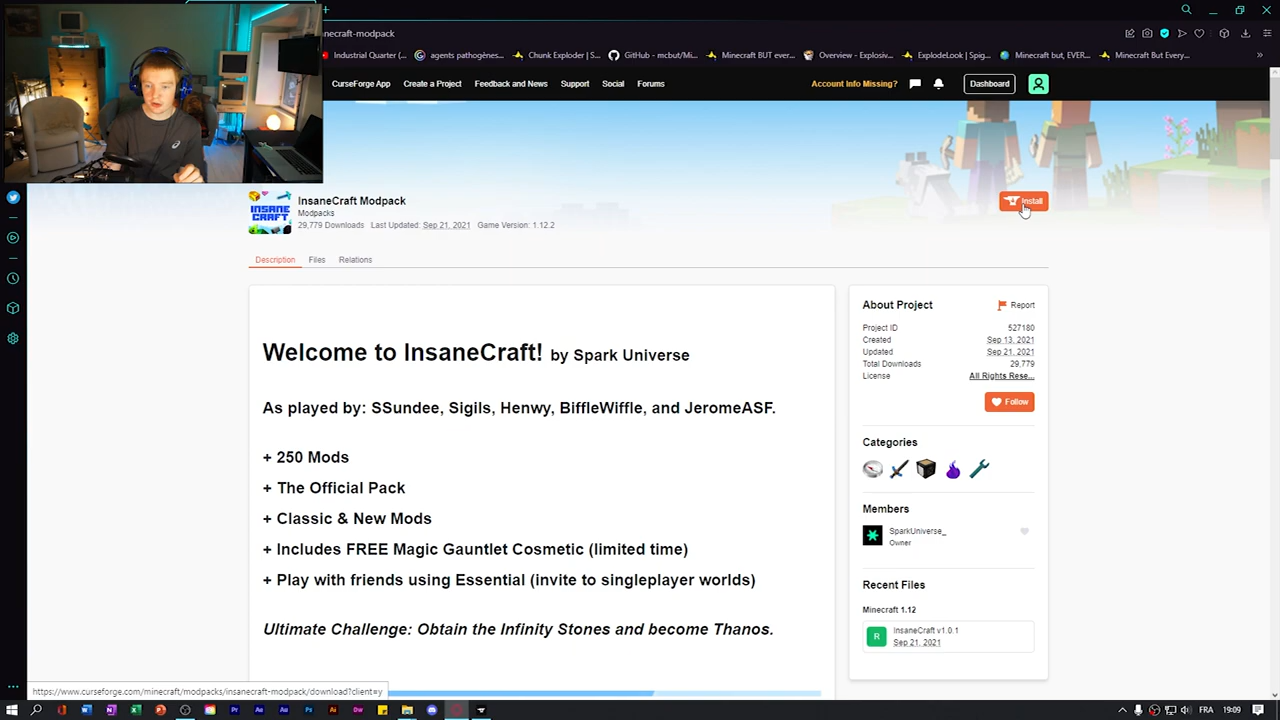 anecraft-modpack
Industrial Quarter (...
agents pathogène...
Chunk Exploder | S...
GitHub - mcbut/Mi...
Minecraft BUT ever...
Overview - Explosiv...
ExplodeLook | Spig...
Minecraft but, EVER...
Minecraft But Every...
CurseForge App
Create a Project
Feedback and News
Support
Social
Forums
Account Info Missing?
Dashboard
INSANE
CRAFT
InsaneCraft Modpack
Modpacks
29,779 Downloads Last Updated: Sep 21, 2021 Game Version: 1.12.2
Install
Description
Files
Relations
Welcome to InsaneCraft! by Spark Universe
As played by: SSundee, Sigils, Henwy, BiffleWiffle, and JeromeASF.
+ 250 Mods
+ The Official Pack
+ Classic & New Mods
+ Includes FREE Magic Gauntlet Cosmetic (limited time)
+ Play with friends using Essential (invite to singleplayer worlds)
Ultimate Challenge: Obtain the Infinity Stones and become Thanos.
About Project
Report
Project ID 527180
Created Sep 13, 2021
Updated Sep 21, 2021
Total Downloads 29,779
License All Rights Rese...
Follow
Categories
Members
SparkUniverse_
Owner
Recent Files
Minecraft 1.12
R
InsaneCraft v1.0.1
Sep 21, 2021
https://www.curseforge.com/minecraft/modpacks/insanecraft-modpack/download?client=y
FRA
19:09